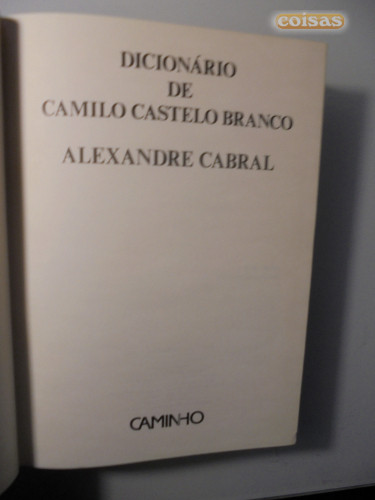 coisas
DICIONÁRIO
DE
CAMILO CASTELO BRANCO
ALEXANDRE CABRAL
CAMINHO